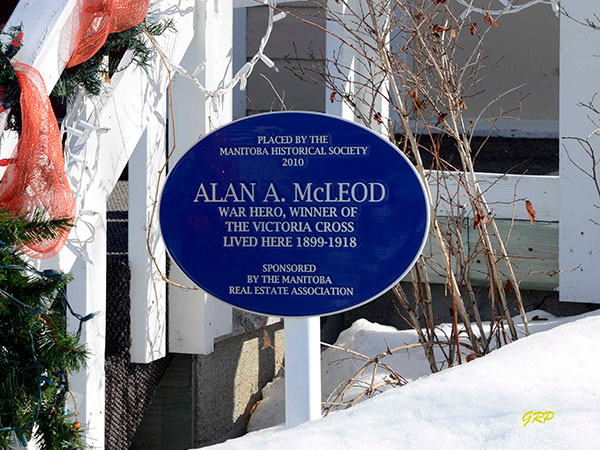 PLACED BY THE
MANITOBA HISTORICAL SOCIETY
2010
ALAN A. McLEOD
WAR HERO, WINNER OF
THE VICTORIA CROSS
LIVED HERE 1899-1918
SPONSORED
BY THE MANITOBA
REAL ESTATE ASSOCIATION
GRP